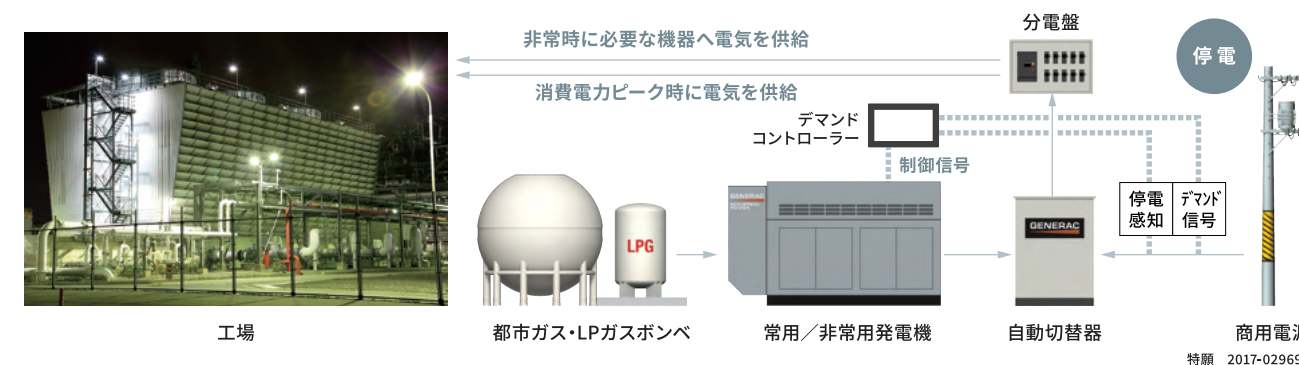 分電盤
停電
非常時に必要な機器へ電気を供給
消費電力ピーク時に電気を供給
デマンド
コントローラー
制御信号
停電
感知
デマンド
信号
LPG
GENERAC
GENERAC
工場
都市ガス・LPガスボンベ
常用／非常用発電機
自動切替器
商用電源
特願 2017-02969